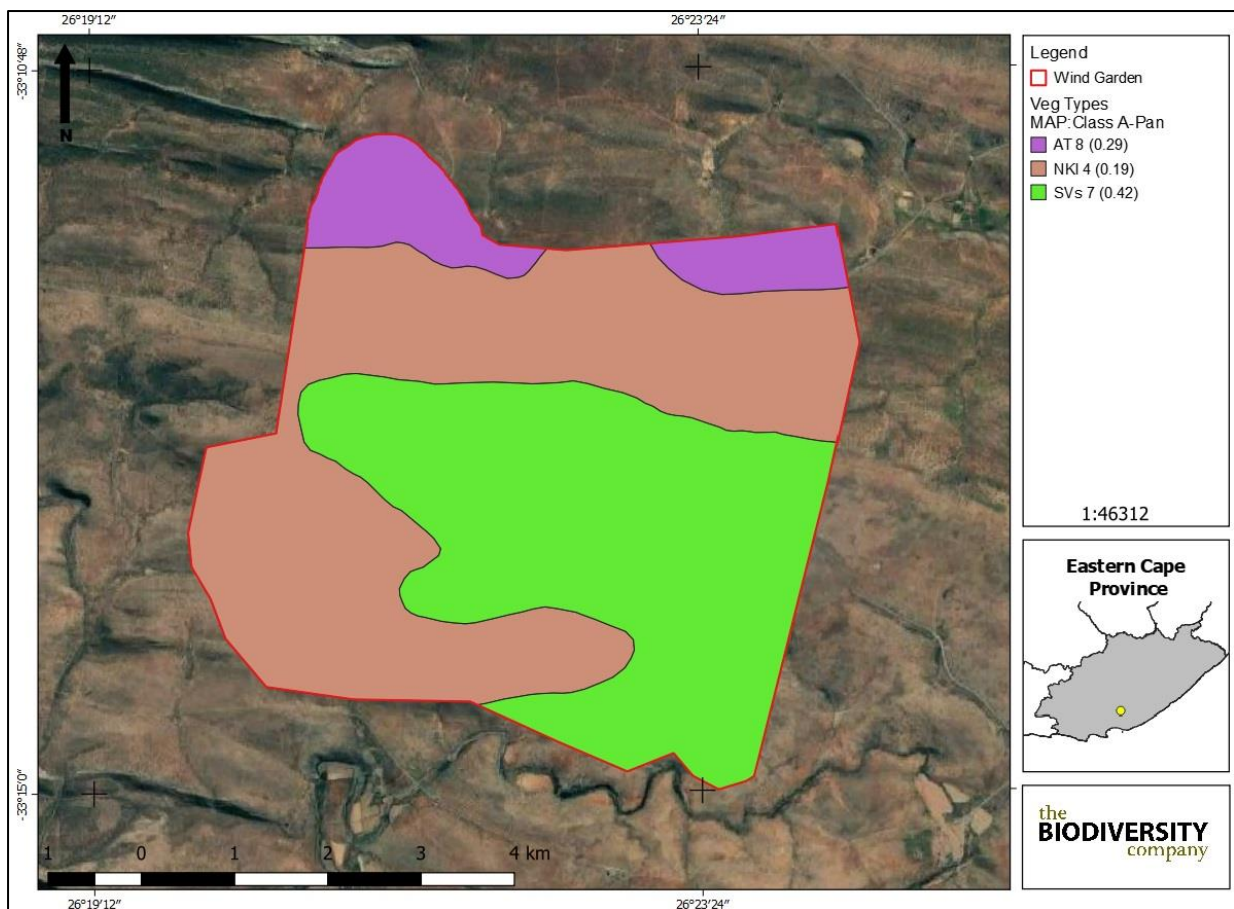 26°19'12"
26°23'24"
-33°10'48"
N
-33°15'0"
1 0 1 2 3 4 km
26°19'12"
26°23'24"
Legend
Wind Garden
Veg Types
MAP:Class A-Pan
AT 8 (0.29)
NKl 4 (0.19)
SVs 7 (0.42)
1:46312
Eastern Cape
Province
the
BIODIVERSITY
company